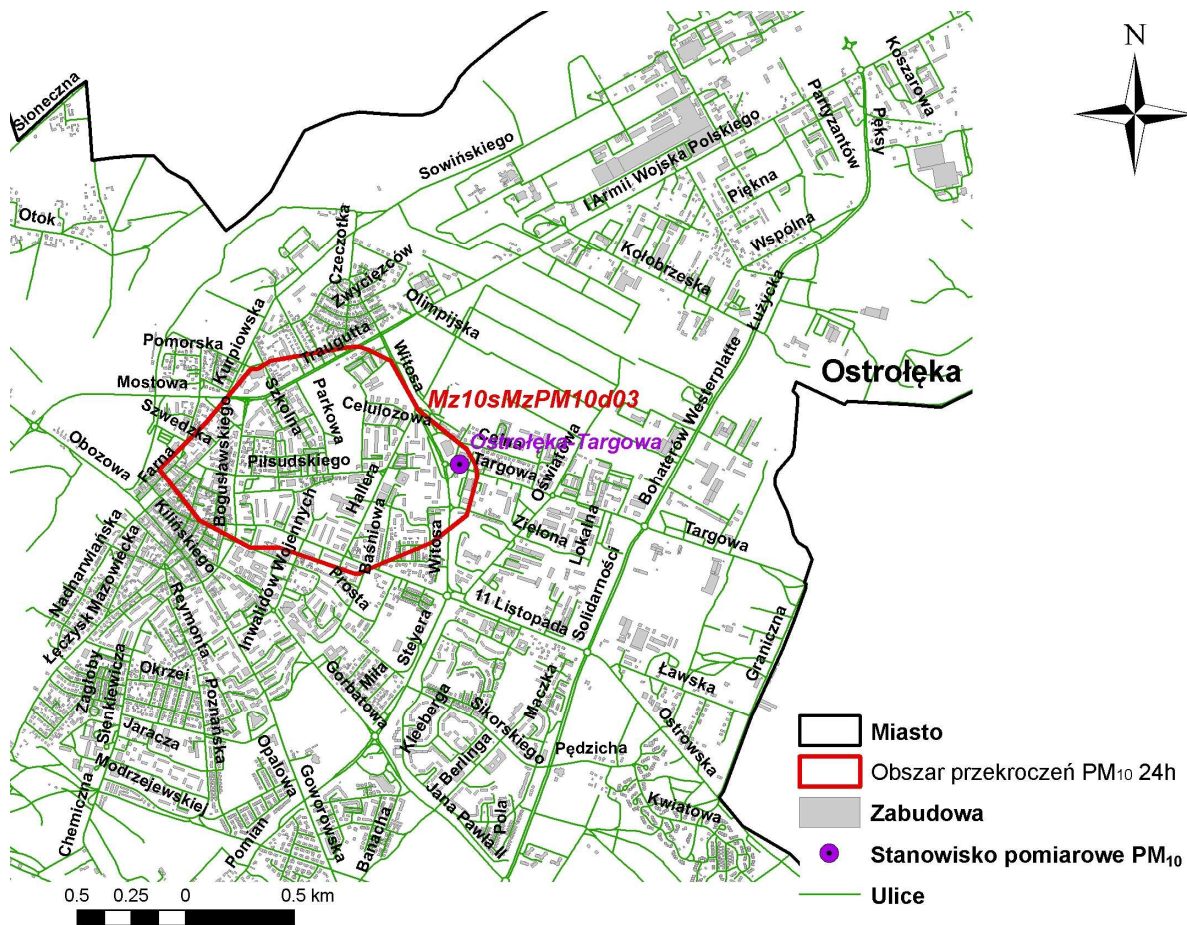 N
Słoneczna
Koszarowa
Partyzantów
Pęksy
Sowińskiego
I Armii Wojska Polskiego
Piękna
Otok
Wspólna
Czeczotka
Zwycięzców
Kołobrzeska
Łużycka
Olimpijska
Kurpiowska
Traugutta
Pomorska
Witosa
Mostowa
Szkolna
Parkowa
Ostrołęka
Mz10sMzPM10d03
Celulozowa
Szwedzka
Bohaterów Westerplatte
Obozowa
Farna
Bogusławskiego
Ostrołęka-Targowa
Piłsudskiego
Targowa
Oświatowa
Hallera
Kilińskiego
Inwalidów Wojennych
Baśniowa
Witosa
Zielona
Lokalna
Targowa
Nadnarwiańska
Mazowiecka
Prosta
11 Listopada
Solidarności
Graniczna
Łęczysk
Reymonta
Steyera
Miła
Gorbatowa
Ławska
Zagłoby
Sienkiewicza
Okrzei
Poznańska
Mączka
Kleeberga
Sikorskiego
Ostrowska
Jaracza
Berlinga
Pędzicha
Modrzejewskiej
Opalowa
Goworowska
Chemiczna
Pomian
Banacha
Jana Pawła II
Pola
Kwiatowa
Miasto
Obszar przekroczeń PM₁₀ 24h
Zabudowa
Stanowisko pomiarowe PM₁₀
Ulice
0.5 0.25 0 0.5 km